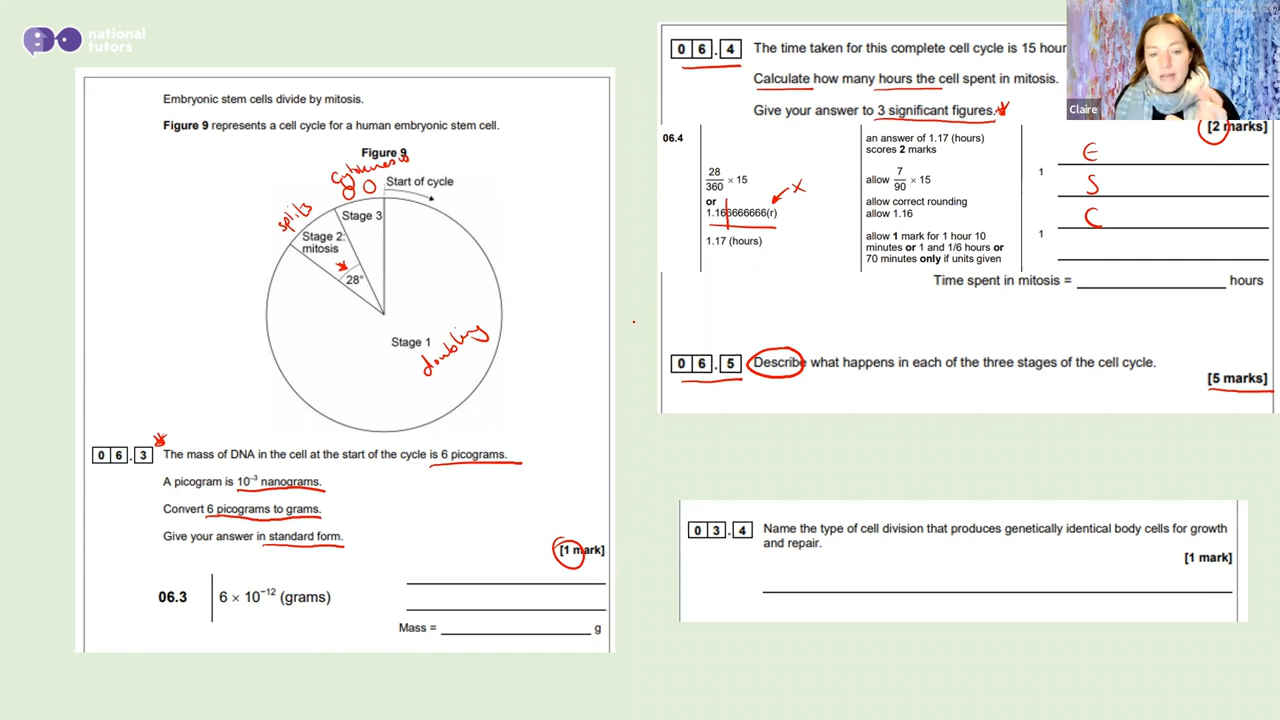 national
tutors
Embryonic stem cells divide by mitosis.
Figure 9 represents a cell cycle for a human embryonic stem cell.
Figure 9
cytokinesis
Start of cycle
splits
Stage 3
Stage 2:
mitosis
28°
Stage 1
doubling
0 6 . 3 The mass of DNA in the cell at the start of the cycle is 6 picograms.
A picogram is 10⁻³ nanograms.
Convert 6 picograms to grams.
Give your answer in standard form.
[1 mark]
06.3 6 × 10⁻¹² (grams)
Mass = g
0 6 . 4 The time taken for this complete cell cycle is 15 hour
Calculate how many hours the cell spent in mitosis.
Give your answer to 3 significant figures.
Claire
[2 marks]
06.4
28/360 × 15
or
1.166666666(r)
X
1.17 (hours)
an answer of 1.17 (hours)
scores 2 marks
allow 7/90 × 15
allow correct rounding
allow 1.16
allow 1 mark for 1 hour 10
minutes or 1 and 1/6 hours or
70 minutes only if units given
1
1
E
S
C
Time spent in mitosis = hours
0 6 . 5 Describe what happens in each of the three stages of the cell cycle.
[5 marks]
0 3 . 4 Name the type of cell division that produces genetically identical body cells for growth
and repair.
[1 mark]